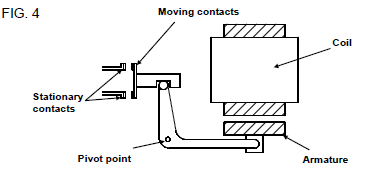 FIG. 4
Moving contacts
Coil
Stationary
contacts
Pivot point
Armature